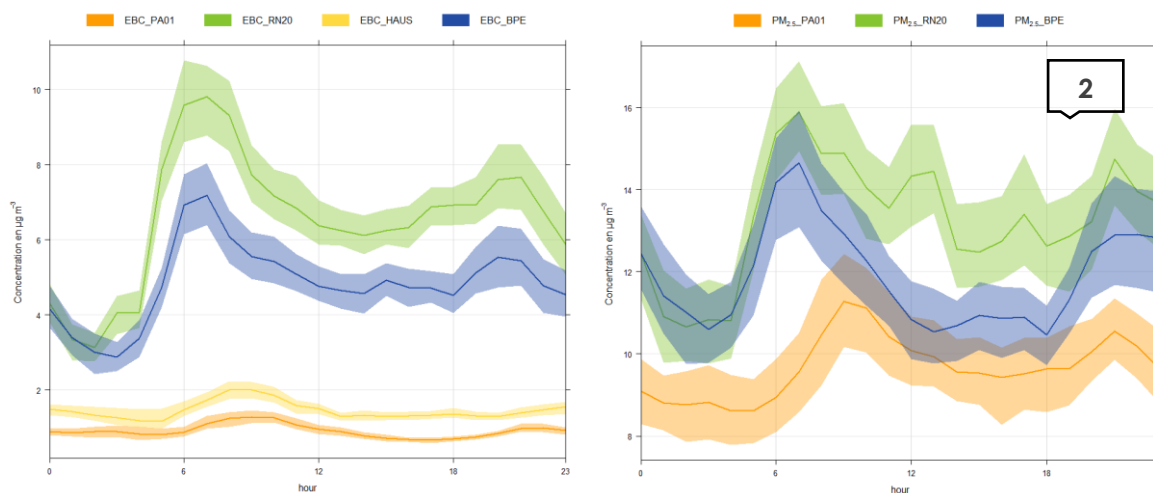 EBC_PA01 EBC_RN20 EBC_HAUS EBC_BPE
Concentration en µg m⁻³
10
8
6
4
2
0 6 12 18 23
hour
PM₂.₅_PA01 PM₂.₅_RN20 PM₂.₅_BPE
2
Concentration en µg m⁻³
16
14
12
10
8
0 6 12 18
hour